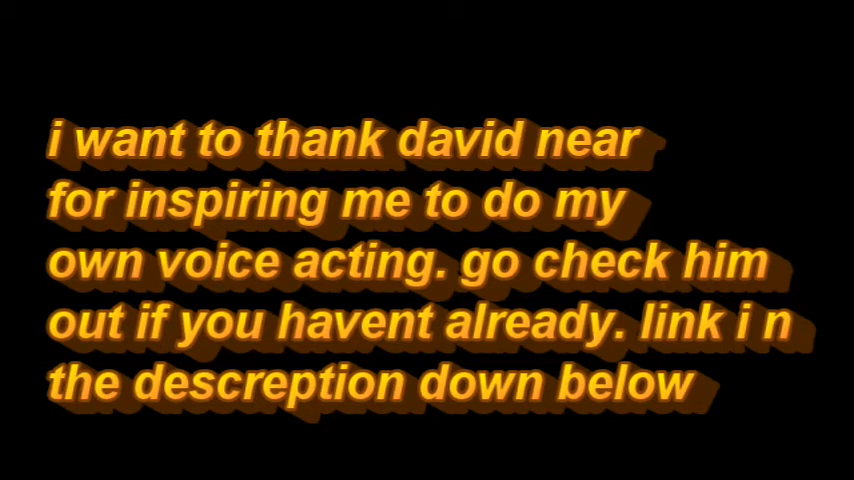 i want to thank david near
for inspiring me to do my
own voice acting. go check him
out if you havent already. link i n
the descreption down below